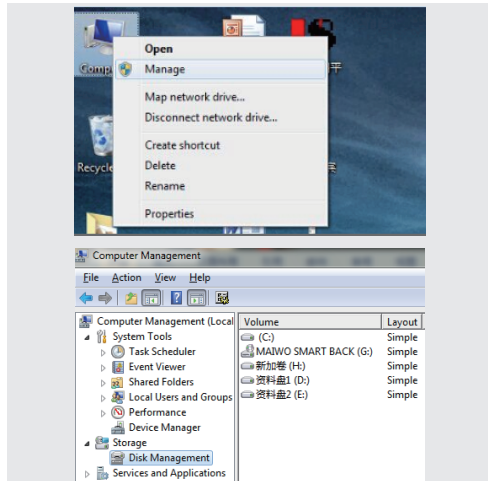 Open
Compu
Manage
平
Map network drive...
Disconnect network drive...
Create shortcut
Recycle
Delete
Rename
Properties
Computer Management
File Action View Help
Computer Management (Local
Volume Layout
System Tools
(C:) Simple
Task Scheduler
MAIWO SMART BACK (G:) Simple
Event Viewer
新加卷 (H:) Simple
Shared Folders
资料盘1 (D:) Simple
Local Users and Groups
资料盘2 (E:) Simple
Performance
Device Manager
Storage
Disk Management
Services and Applications